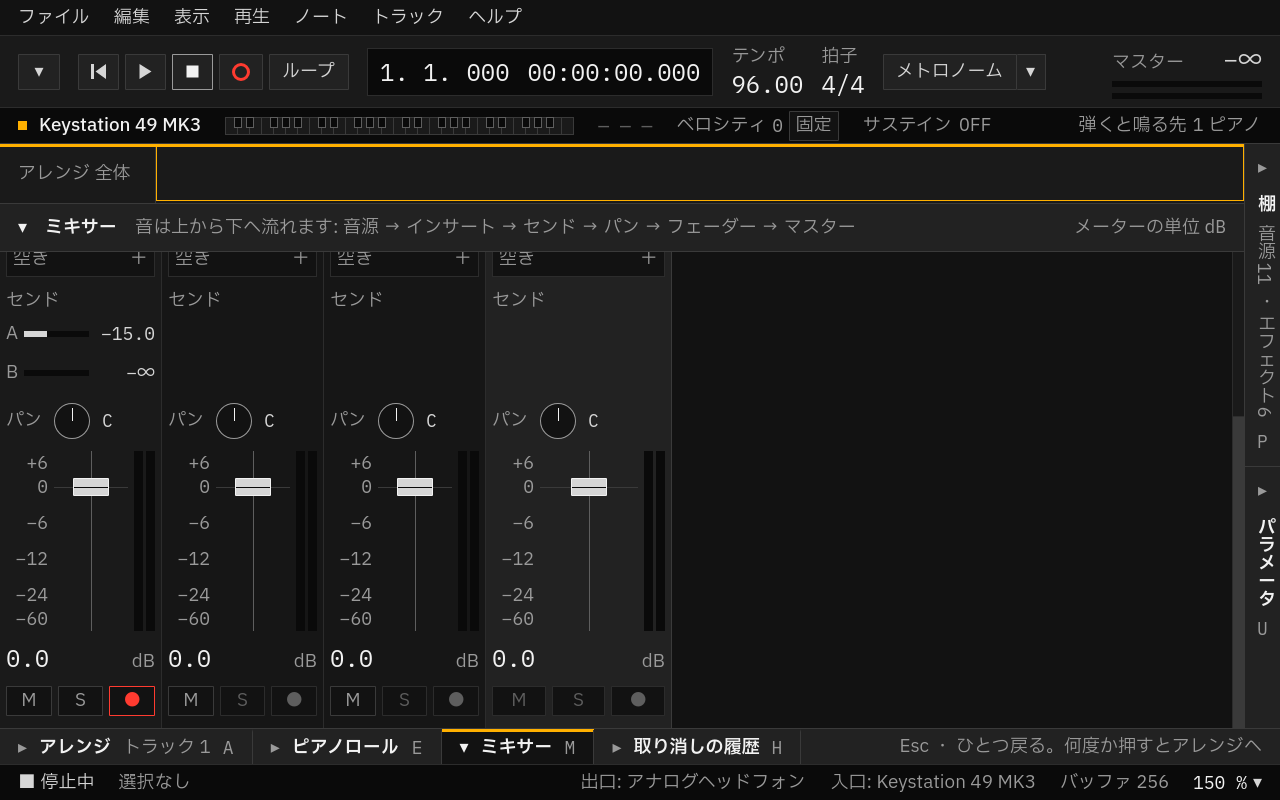 ファイル 編集 表示 再生 ノート トラック ヘルプ
▼ ループ 1. 1. 000 00:00:00.000 テンポ 96.00 拍子 4/4 メトロノーム ▼ マスター −∞
Keystation 49 MK3 — — — ベロシティ 0 固定 サステイン OFF 弾くと鳴る先 1 ピアノ
アレンジ 全体
▼ ミキサー 音は上から下へ流れます: 音源 → インサート → センド → パン → フェーダー → マスター メーターの単位 dB
空き + 空き + 空き + 空き +
センド センド センド センド
A −15.0
B −∞
パン C パン C パン C パン C
+6 +6 +6 +6
0 0 0 0
−6 −6 −6 −6
−12 −12 −12 −12
−24 −24 −24 −24
−60 −60 −60 −60
0.0 dB 0.0 dB 0.0 dB 0.0 dB
M S M S M S M S
▶ 棚 音源 11 · エフェクト 6 P
▶ パラメータ U
▶ アレンジ トラック 1 A ▶ ピアノロール E ▼ ミキサー M ▶ 取り消しの履歴 H Esc · ひとつ戻る。何度か押すとアレンジへ
停止中 選択なし 出口: アナログヘッドフォン 入口: Keystation 49 MK3 バッファ 256 150 % ▼